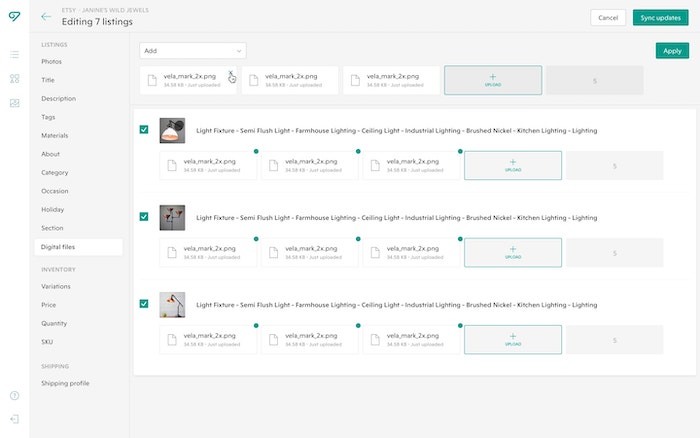 ETSY - JANINE'S WILD JEWELS
Editing 7 listings
Cancel
Sync updates
LISTINGS
Photos
Title
Description
Tags
Materials
About
Category
Occasion
Holiday
Section
Digital files
INVENTORY
Variations
Price
Quantity
SKU
SHIPPING
Shipping profile
Add
Apply
vela_mark_2x.png
34.58 KB - Just uploaded
vela_mark_2x.png
34.58 KB - Just uploaded
vela_mark_2x.png
34.58 KB - Just uploaded
UPLOAD
5
Light Fixture - Semi Flush Light - Farmhouse Lighting - Ceiling Light - Industrial Lighting - Brushed Nickel - Kitchen Lighting - Lighting
vela_mark_2x.png
34.58 KB - Just uploaded
vela_mark_2x.png
34.58 KB - Just uploaded
vela_mark_2x.png
34.58 KB - Just uploaded
UPLOAD
5
Light Fixture - Semi Flush Light - Farmhouse Lighting - Ceiling Light - Industrial Lighting - Brushed Nickel - Kitchen Lighting - Lighting
vela_mark_2x.png
34.58 KB - Just uploaded
vela_mark_2x.png
34.58 KB - Just uploaded
vela_mark_2x.png
34.58 KB - Just uploaded
UPLOAD
5
Light Fixture - Semi Flush Light - Farmhouse Lighting - Ceiling Light - Industrial Lighting - Brushed Nickel - Kitchen Lighting - Lighting
vela_mark_2x.png
34.58 KB - Just uploaded
vela_mark_2x.png
34.58 KB - Just uploaded
vela_mark_2x.png
34.58 KB - Just uploaded
UPLOAD
5